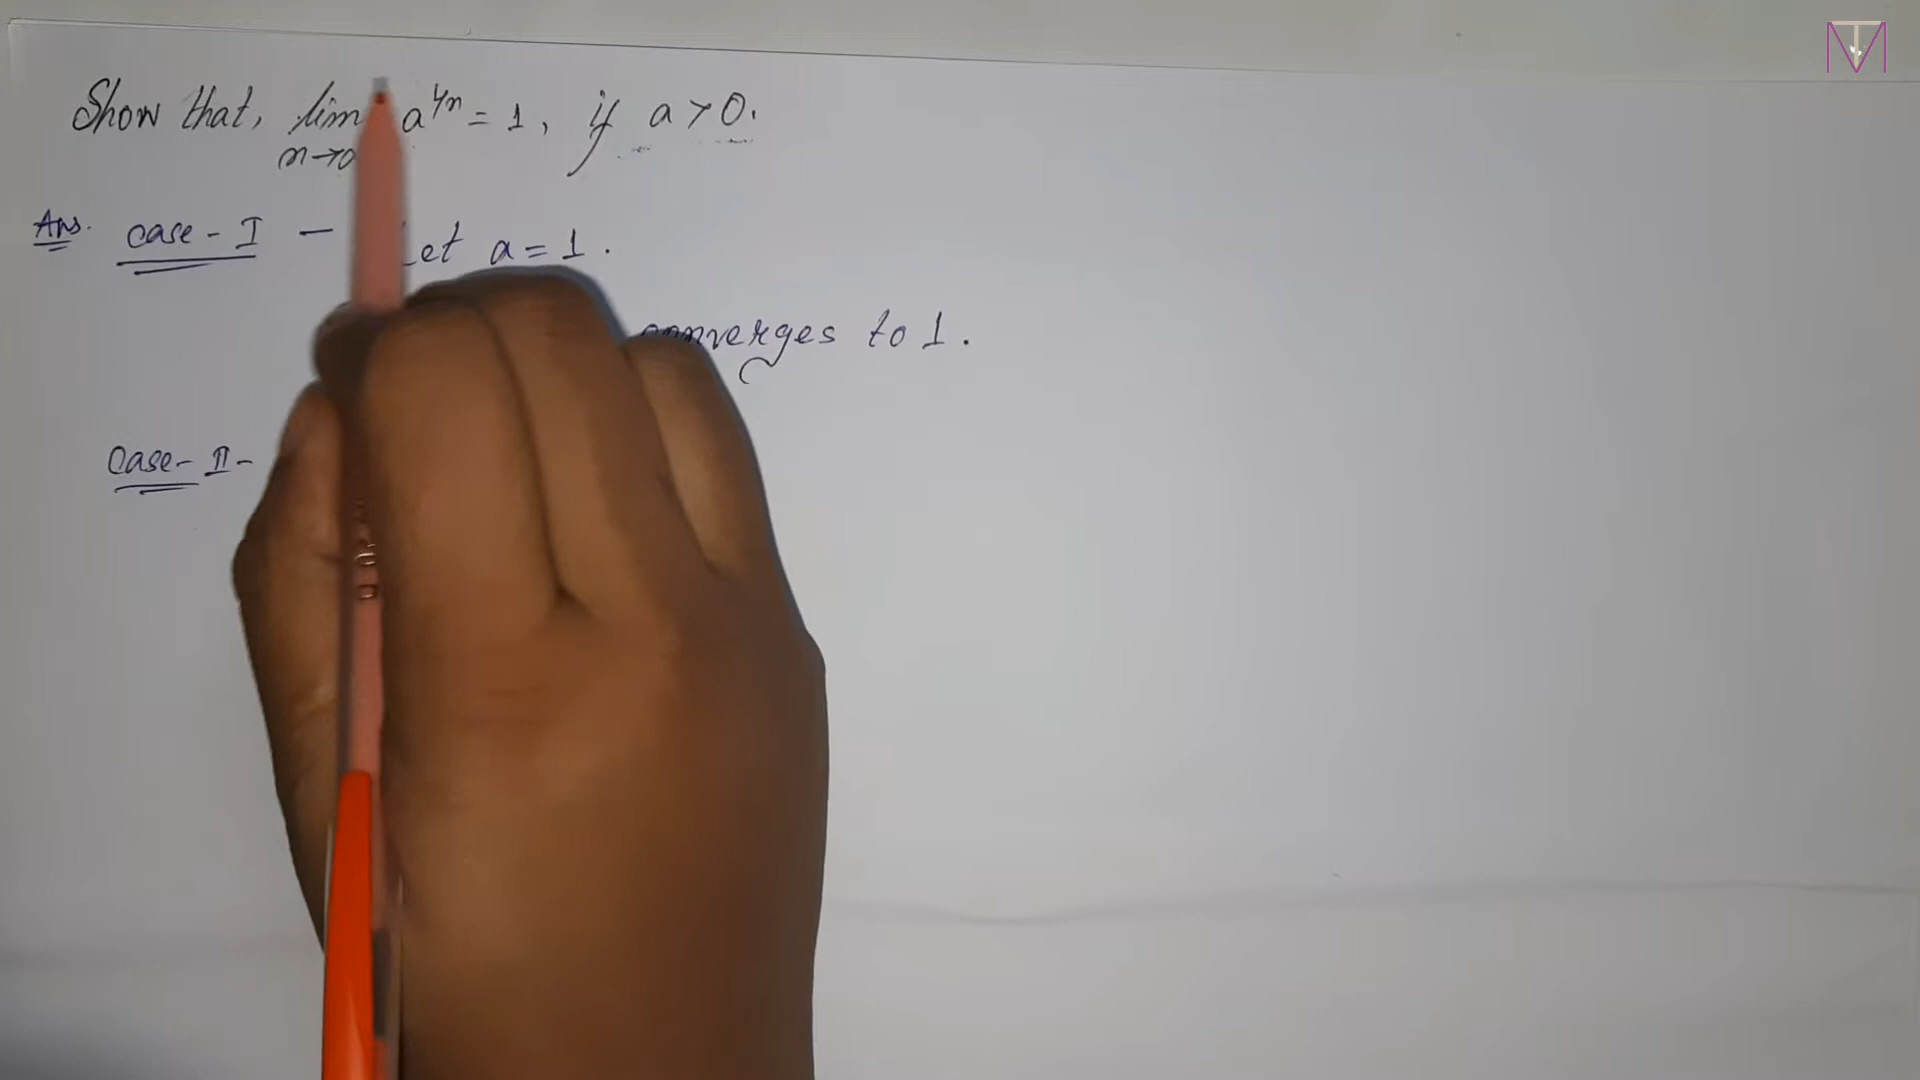 Show that, lim a^1/n = 1, if a > 0.
n→
Ans. case - I - Let a = 1.
converges to 1.
case - II -